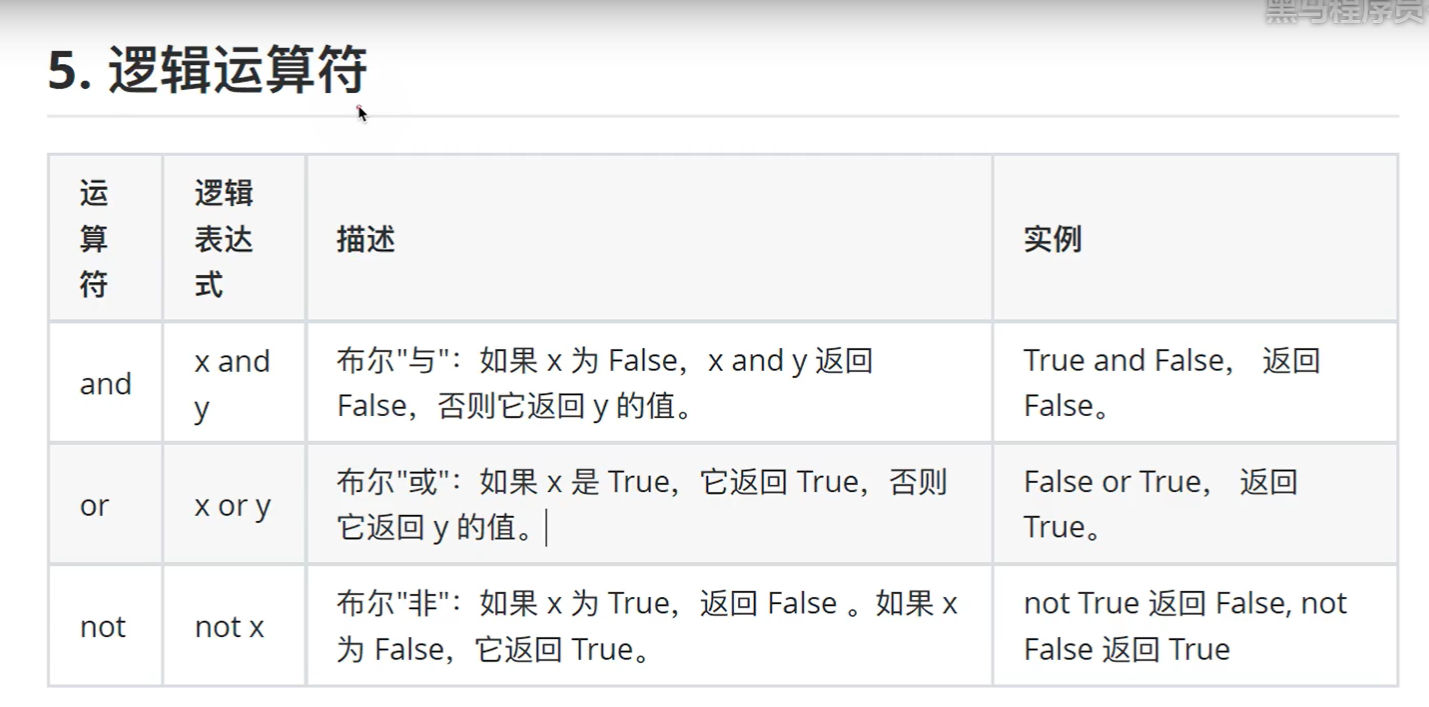 黑马程序员
5. 逻辑运算符
运
算
符
逻辑
表达
式
描述
实例
and
x and
y
布尔"与"：如果 x 为 False，x and y 返回
False，否则它返回 y 的值。
True and False， 返回
False。
or
x or y
布尔"或"：如果 x 是 True，它返回 True，否则
它返回 y 的值。
False or True， 返回
True。
not
not x
布尔"非"：如果 x 为 True，返回 False 。如果 x
为 False，它返回 True。
not True 返回 False, not
False 返回 True